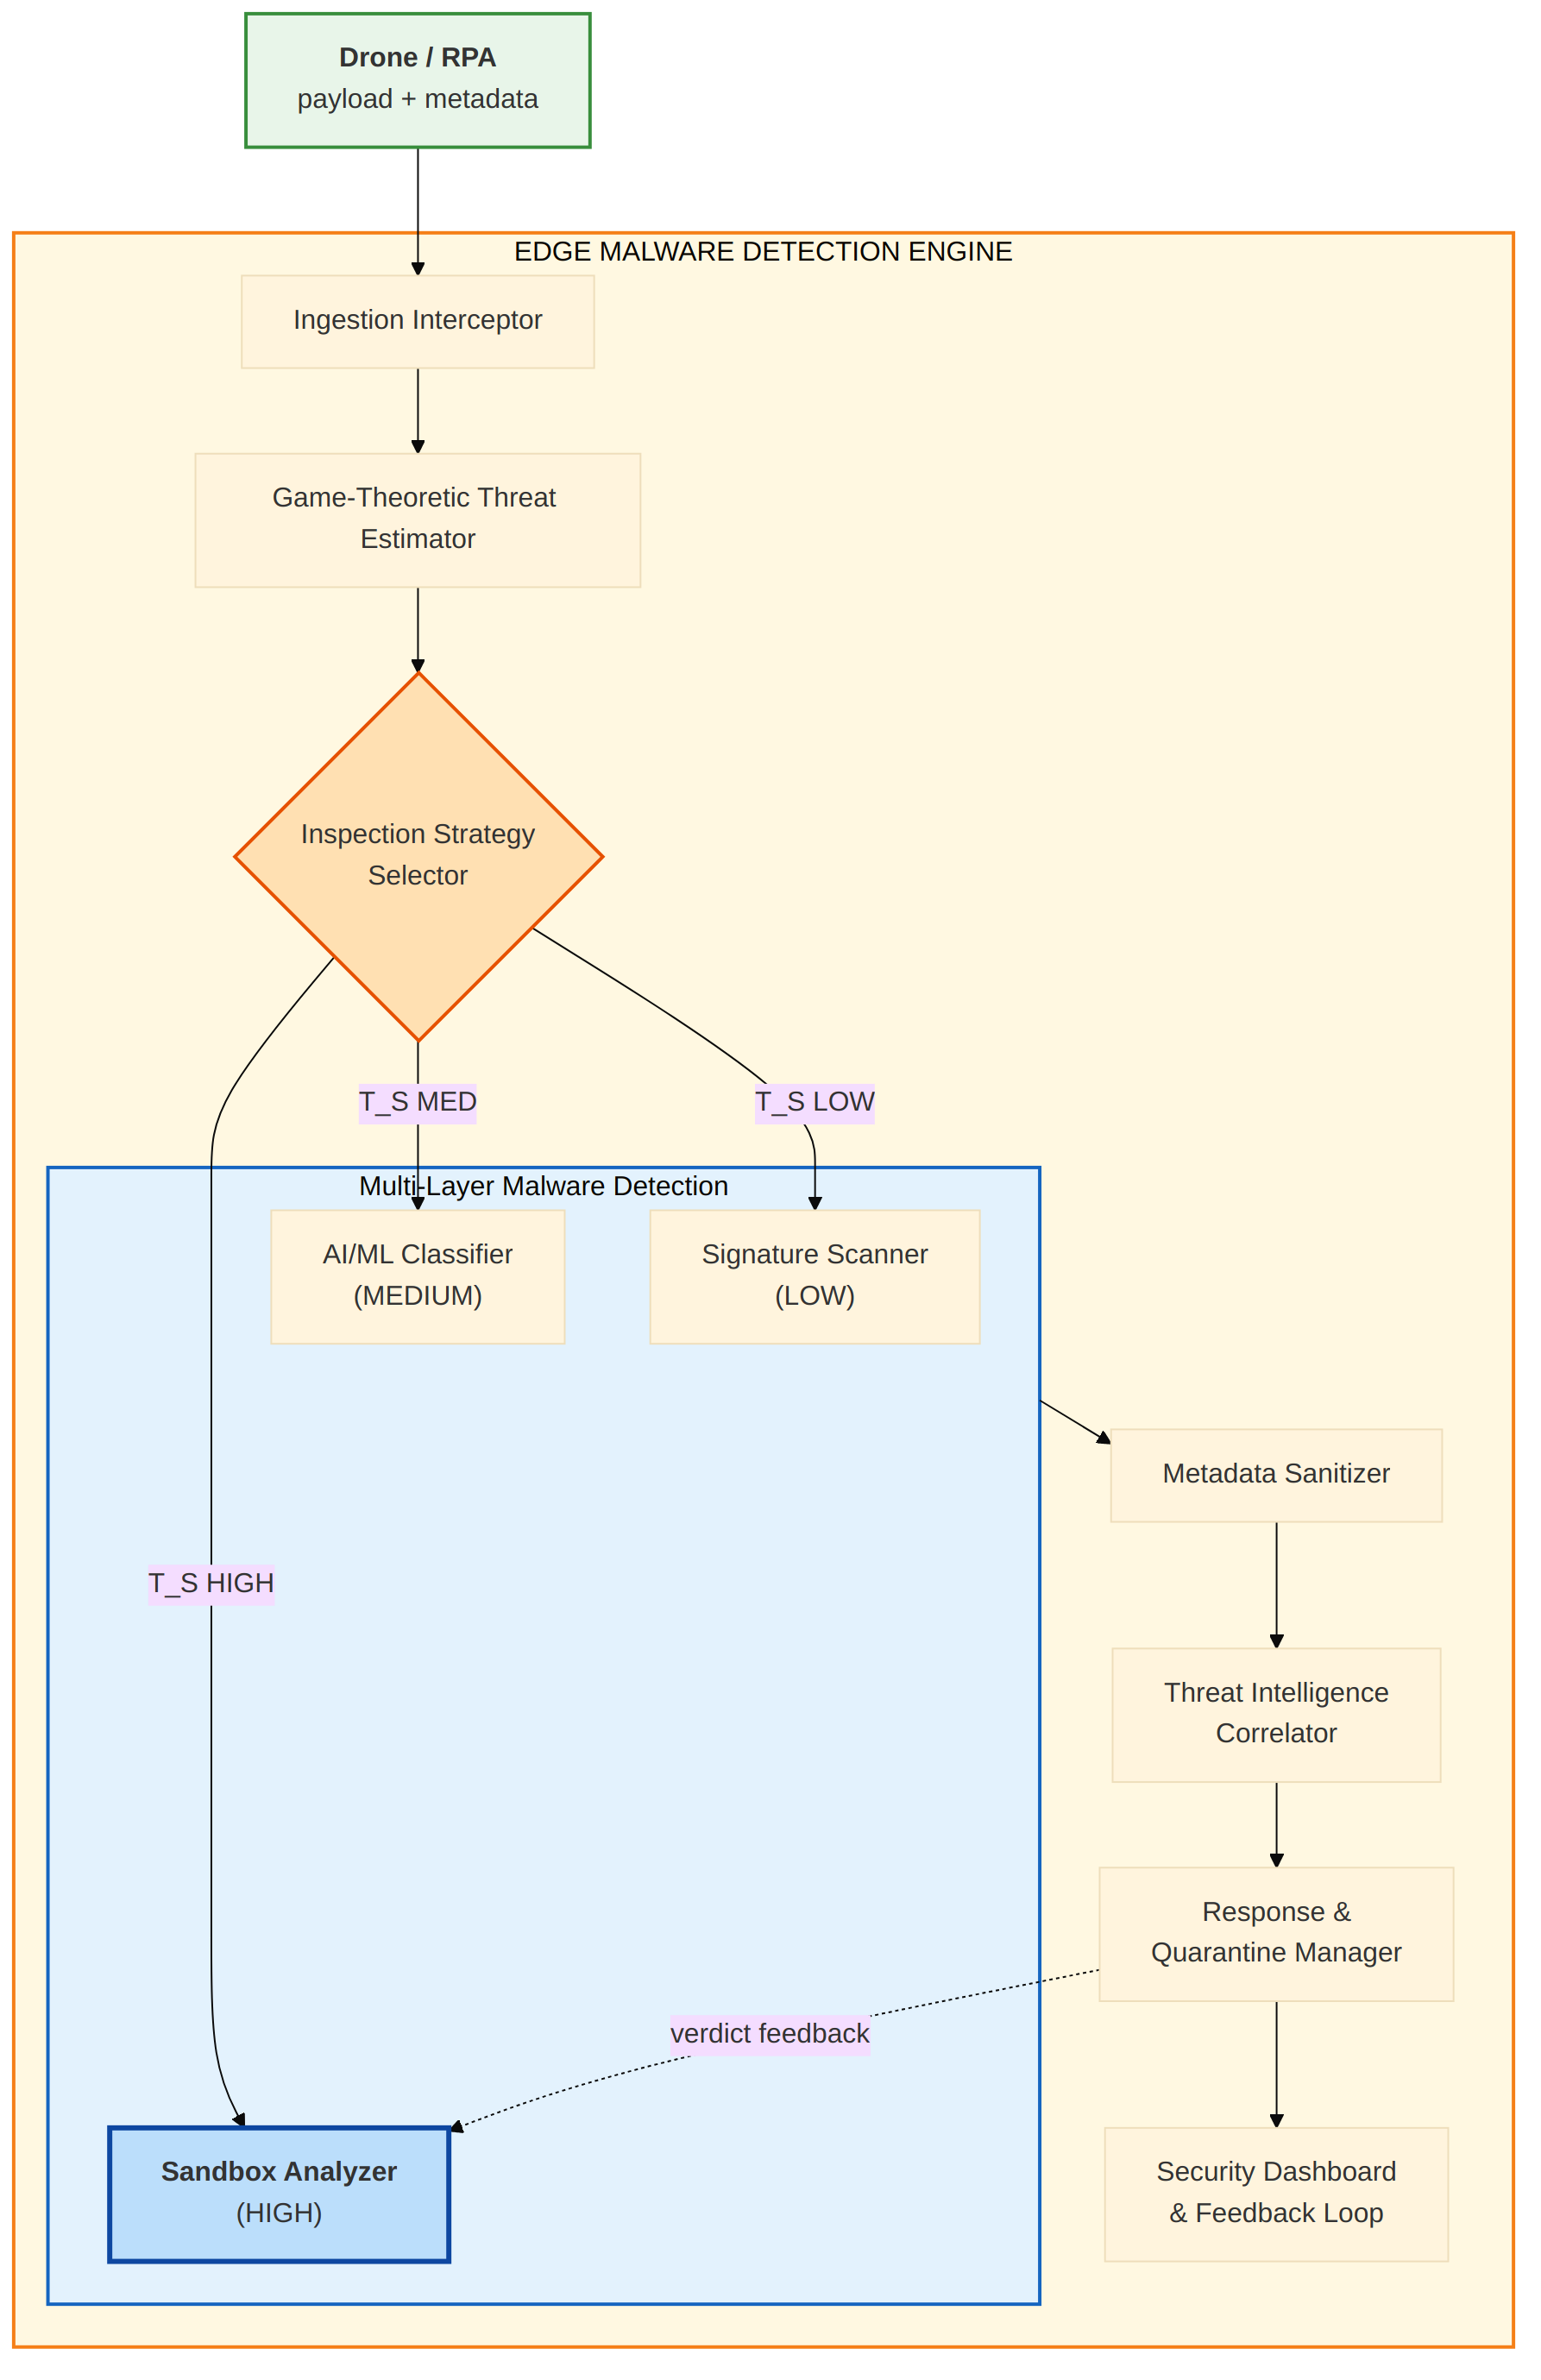 Drone / RPA
payload + metadata
EDGE MALWARE DETECTION ENGINE
Ingestion Interceptor
Game-Theoretic Threat
Estimator
Inspection Strategy
Selector
T_S MED
T_S LOW
Multi-Layer Malware Detection
AI/ML Classifier
(MEDIUM)
Signature Scanner
(LOW)
Metadata Sanitizer
T_S HIGH
Threat Intelligence
Correlator
Response &
Quarantine Manager
verdict feedback
Sandbox Analyzer
(HIGH)
Security Dashboard
& Feedback Loop